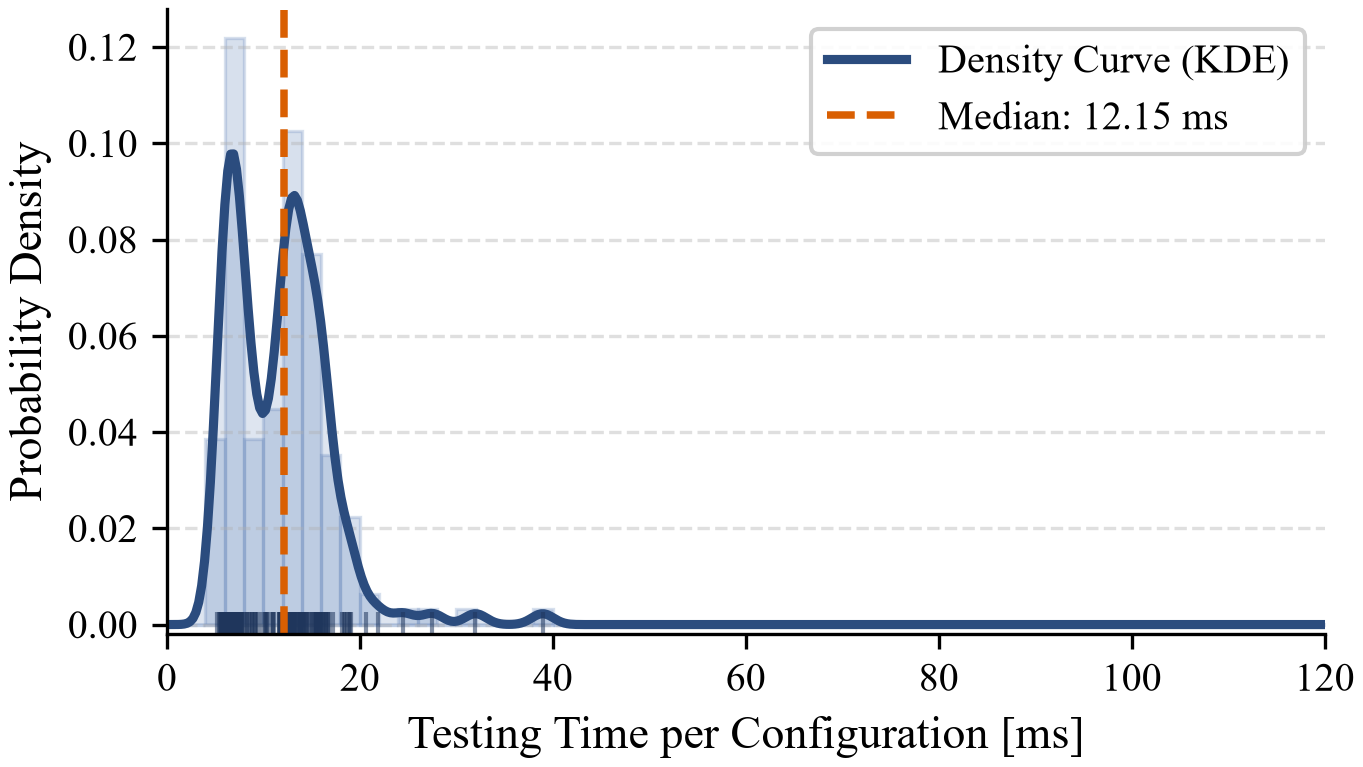 Density Curve (KDE)
Median: 12.15 ms
Probability Density
0.12
0.10
0.08
0.06
0.04
0.02
0.00
0 20 40 60 80 100 120
Testing Time per Configuration [ms]